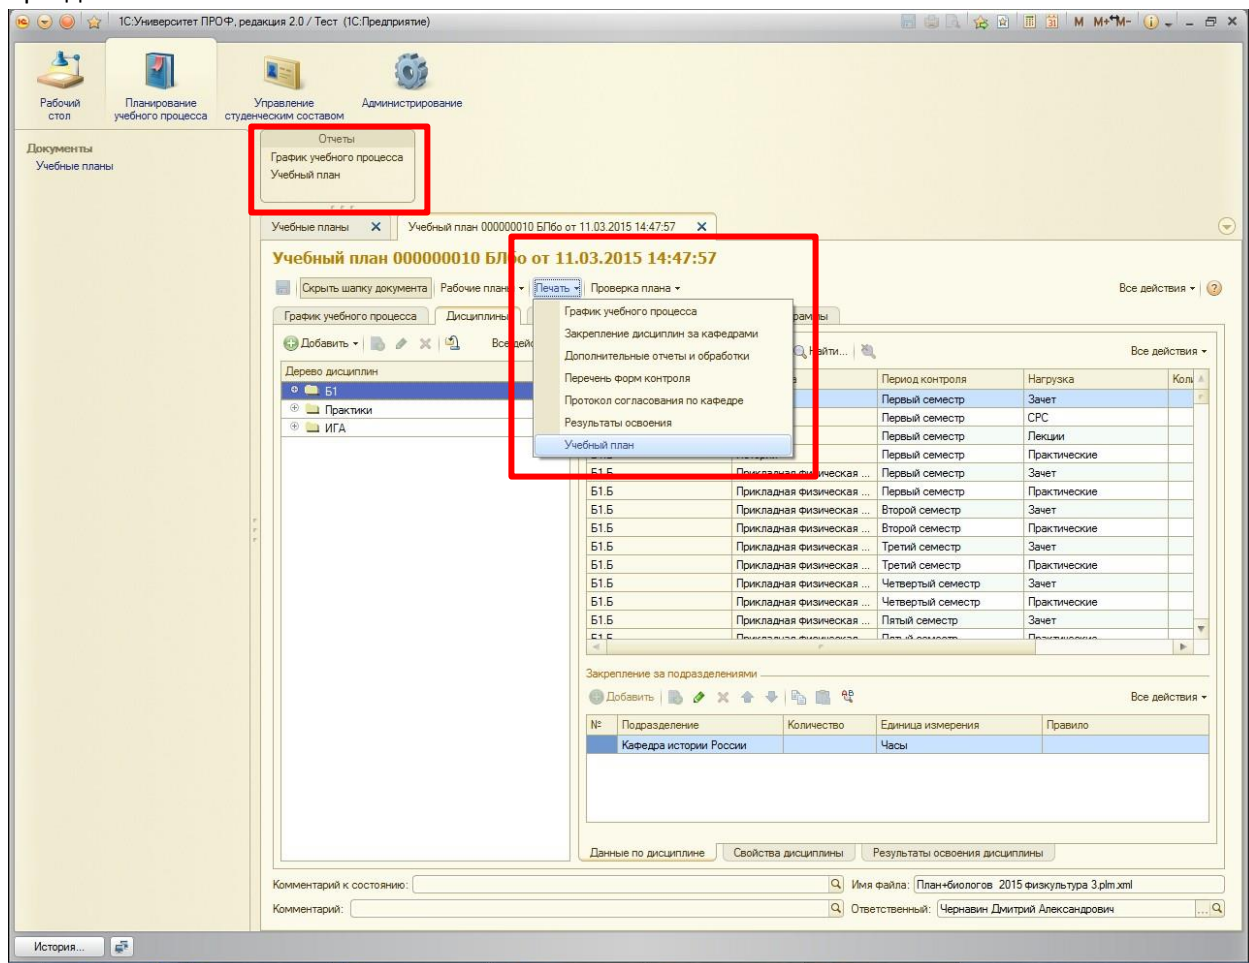 1С:Университет ПРОФ, редакция 2.0 / Тест (1С:Предприятие)
M M+ M-
Рабочий стол
Планирование учебного процесса
Управление студенческим составом
Администрирование
Документы
Учебные планы
Отчеты
График учебного процесса
Учебный план
Учебные планы
Учебный план 000000010 БЛбо от 11.03.2015 14:47:57
Учебный план 000000010 БЛбо от 11.03.2015 14:47:57
Скрыть шапку документа Рабочие планы Печать Проверка плана Все действия
График учебного процесса Дисциплины
График учебного процесса
Закрепление дисциплин за кафедрами
Дополнительные отчеты и обработки
Перечень форм контроля
Протокол согласования по кафедре
Результаты освоения
Учебный план
Добавить
Найти... Все действия
Дерево дисциплин
Б1
Практики
ИГА
Период контроля Нагрузка
Первый семестр Зачет
Первый семестр СРС
Первый семестр Лекции
Первый семестр Практические
Б1.Б Прикладная физическая ... Первый семестр Зачет
Б1.Б Прикладная физическая ... Первый семестр Практические
Б1.Б Прикладная физическая ... Второй семестр Зачет
Б1.Б Прикладная физическая ... Второй семестр Практические
Б1.Б Прикладная физическая ... Третий семестр Зачет
Б1.Б Прикладная физическая ... Третий семестр Практические
Б1.Б Прикладная физическая ... Четвертый семестр Зачет
Б1.Б Прикладная физическая ... Четвертый семестр Практические
Б1.Б Прикладная физическая ... Пятый семестр Зачет
Закрепление за подразделениями
Добавить Все действия
№ Подразделение Количество Единица измерения Правило
Кафедра истории России Часы
Данные по дисциплине Свойства дисциплины Результаты освоения дисциплины
Комментарий к состоянию: Имя файла: План+биологов 2015 физкультура 3.plm.xml
Комментарий: Ответственный: Чернавин Дмитрий Александрович
История...